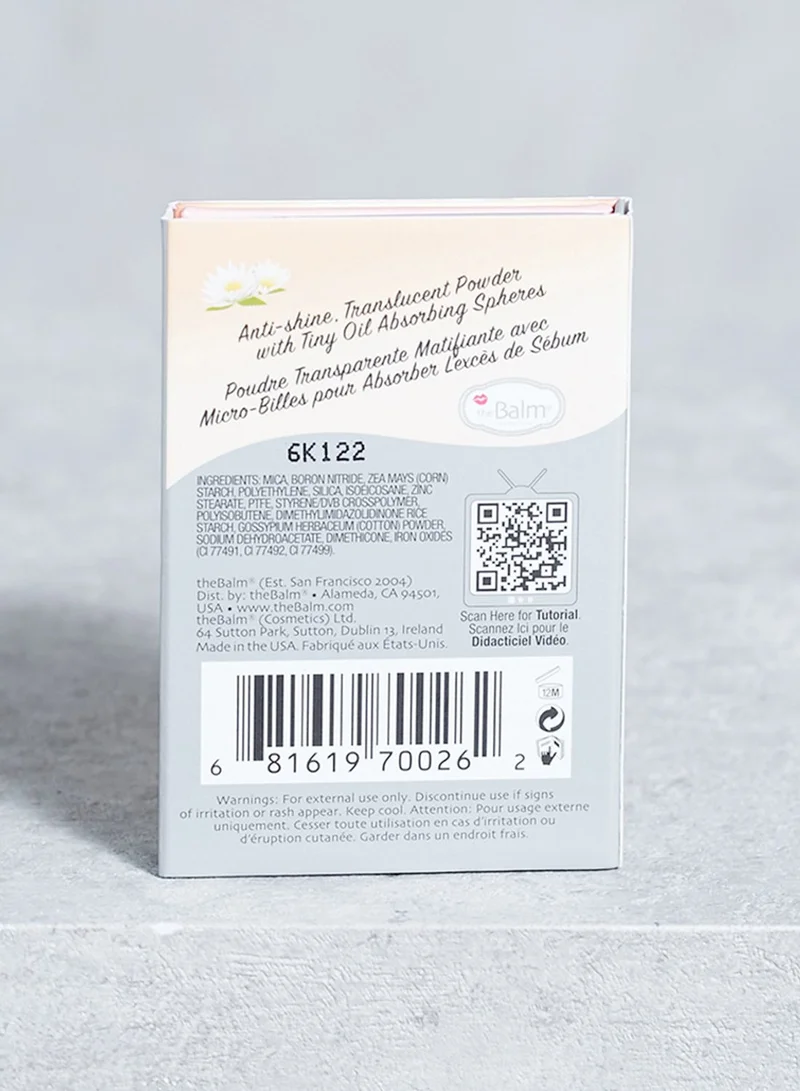 Anti-shine, Translucent Powder
with Tiny Oil Absorbing Spheres
Poudre Transparente Matifiante avec
Micro-Billes pour Absorber L'excès de Sébum
theBalm®
6K122
INGREDIENTS: MICA, BORON NITRIDE, ZEA MAYS (CORN)
STARCH, POLYETHYLENE, SILICA, ISOEICOSANE, ZINC
STEARATE, PTFE, STYRENE/DVB CROSSPOLYMER,
POLYISOBUTENE, DIMETHYLIMIDAZOLIDINONE RICE
STARCH, GOSSYPIUM HERBACEUM (COTTON) POWDER,
SODIUM DEHYDROACETATE, DIMETHICONE, IRON OXIDES
(CI 77491, CI 77492, CI 77499).
theBalm® (Est. San Francisco 2004)
Dist. by: theBalm® • Alameda, CA 94501,
USA • www.theBalm.com
theBalm® (Cosmetics) Ltd.
64 Sutton Park, Sutton, Dublin 13, Ireland
Made in the USA. Fabriqué aux États-Unis.
Scan Here for Tutorial.
Scannez Ici pour le
Didacticiel Vidéo.
12M
6 81619 70026 2
Warnings: For external use only. Discontinue use if signs
of irritation or rash appear. Keep cool. Attention: Pour usage externe
uniquement. Cesser toute utilisation en cas d'irritation ou
d'éruption cutanée. Garder dans un endroit frais.